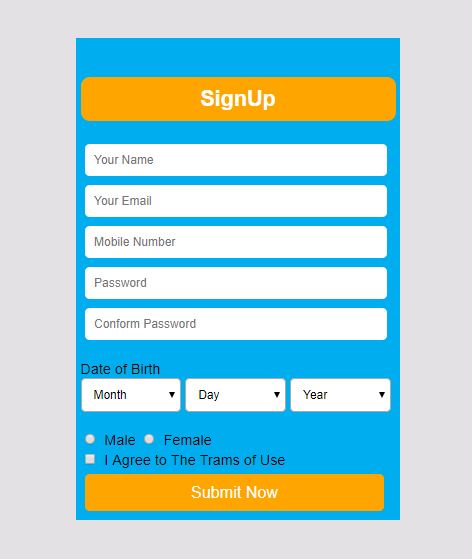 SignUp
Your Name
Your Email
Mobile Number
Password
Conform Password
Date of Birth
Month Day Year
Male Female
I Agree to The Trams of Use
Submit Now